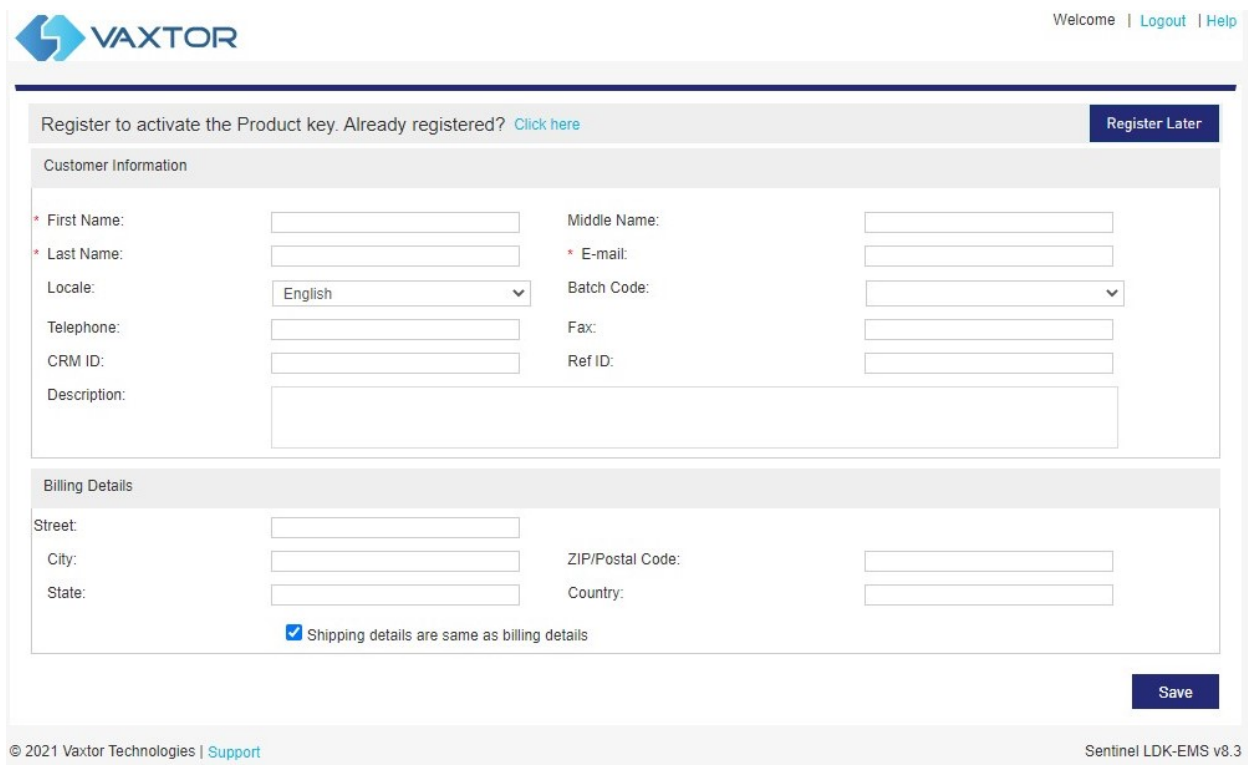 VAXTOR
Welcome | Logout | Help
Register to activate the Product key. Already registered? Click here
Register Later
Customer Information
* First Name:
Middle Name:
* Last Name:
* E-mail:
Locale:
English
Batch Code:
Telephone:
Fax:
CRM ID:
Ref ID:
Description:
Billing Details
Street:
City:
ZIP/Postal Code:
State:
Country:
Shipping details are same as billing details
Save
© 2021 Vaxtor Technologies | Support
Sentinel LDK-EMS v8.3